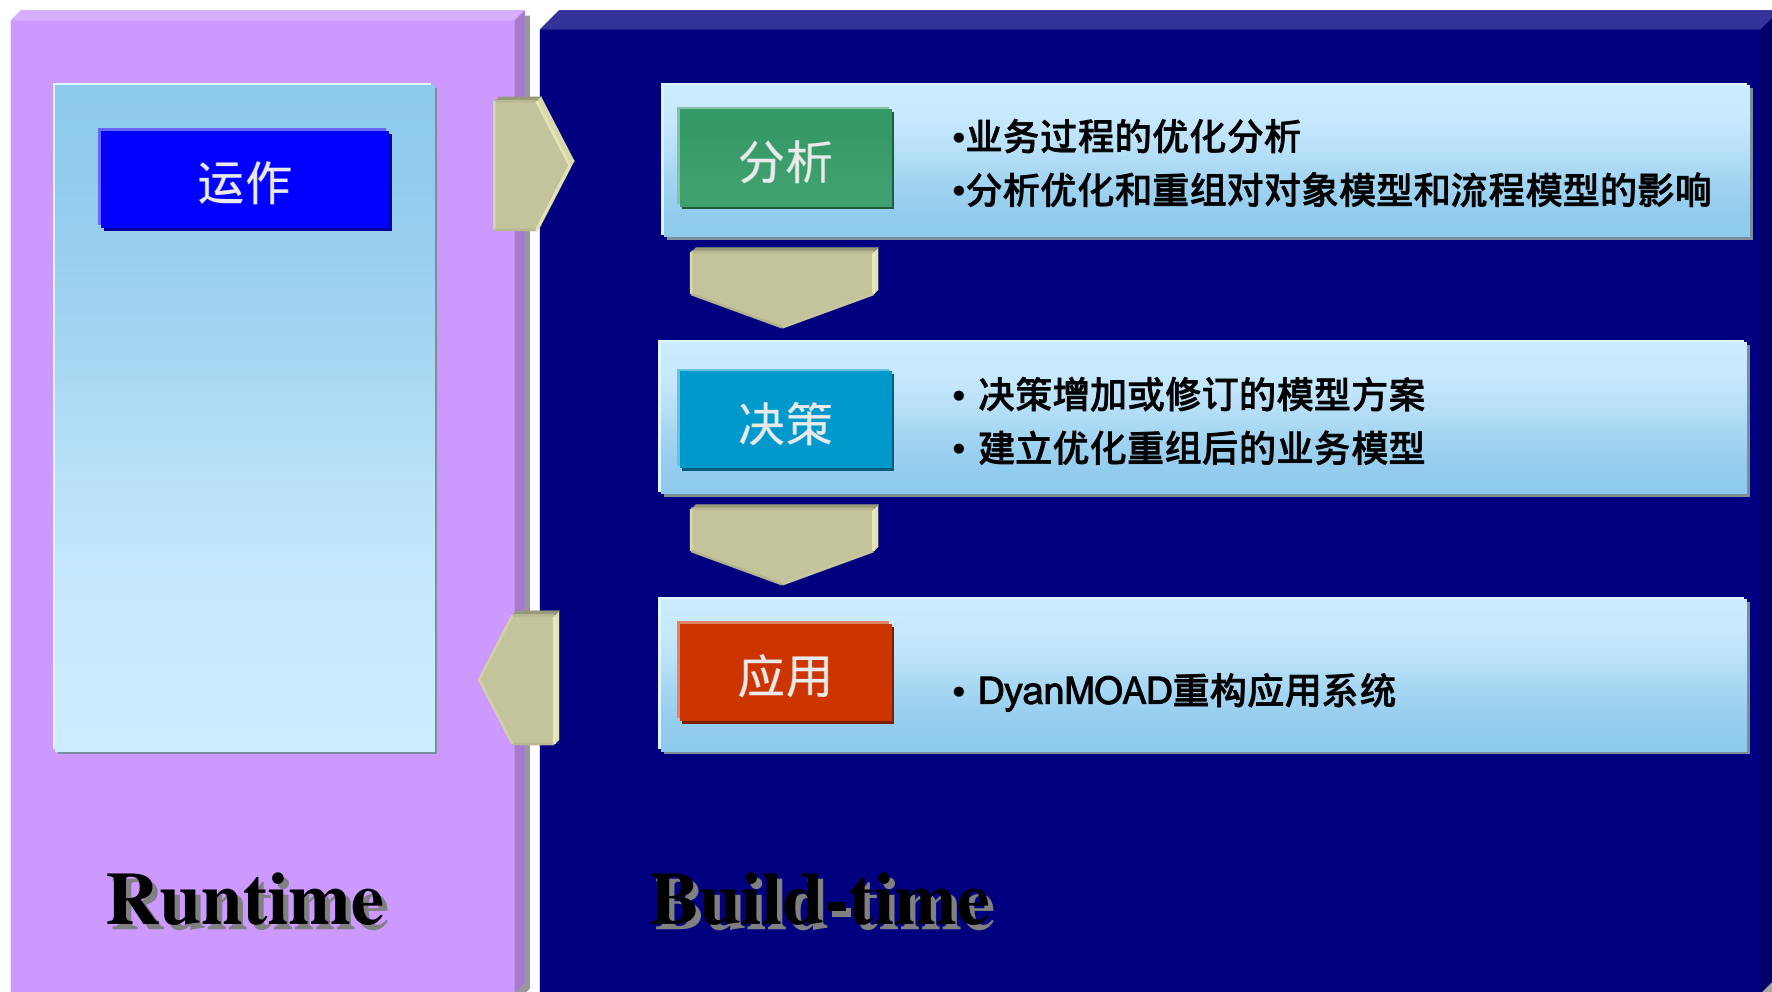 运作
分析
•业务过程的优化分析
•分析优化和重组对对象模型和流程模型的影响
决策
• 决策增加或修订的模型方案
• 建立优化重组后的业务模型
应用
• DyanMOAD重构应用系统
Runtime
Build-time